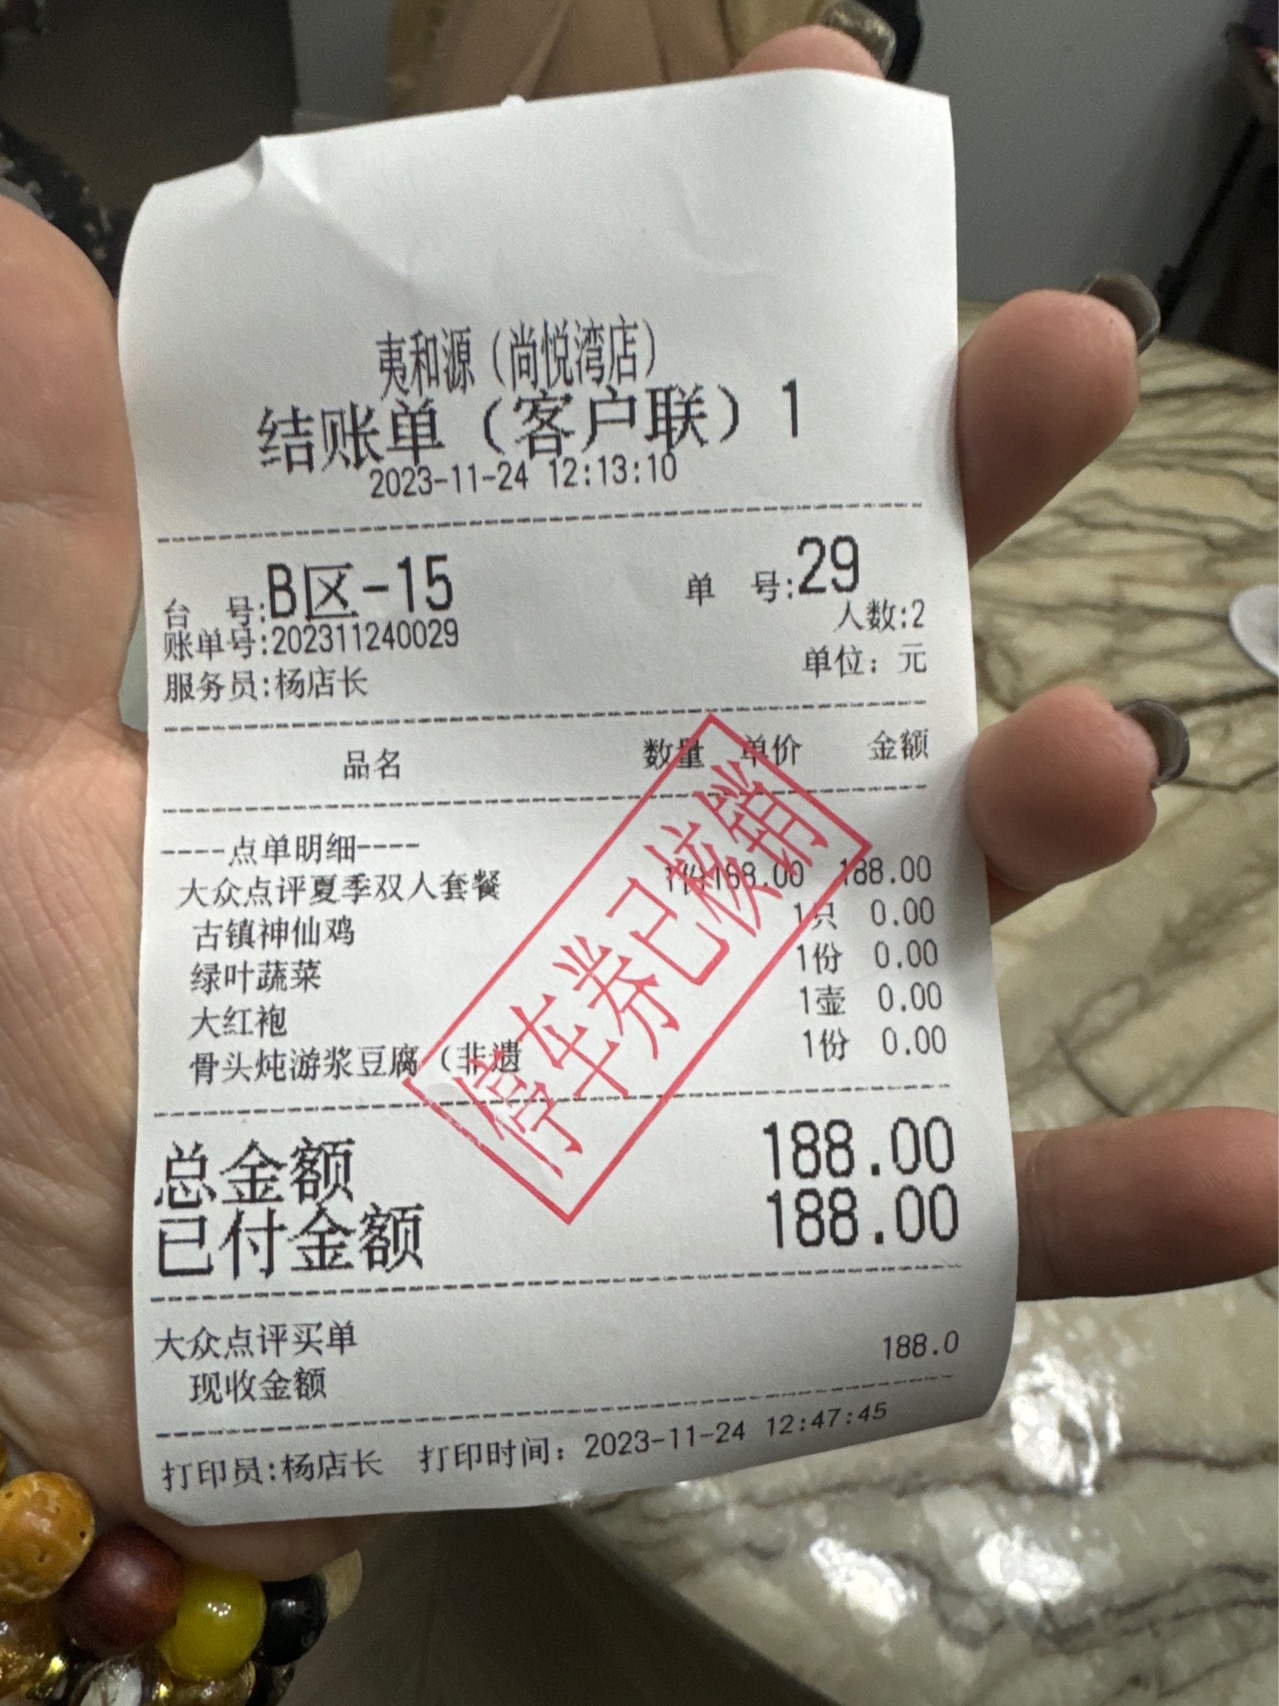 夷和源（尚悦湾店）
结账单（客户联）1
2023-11-24 12:13:10
台 号:B区-15 单 号:29
人数:2
账单号:202311240029
单位：元
服务员:杨店长
品名 数量 单价 金额
----点单明细----
大众点评夏季双人套餐 1份188.00 188.00
古镇神仙鸡 1只 0.00
绿叶蔬菜 1份 0.00
大红袍 1壶 0.00
骨头炖游浆豆腐（非遗 1份 0.00
停车券已核销
总金额 188.00
已付金额 188.00
大众点评买单 188.0
现收金额
打印员:杨店长 打印时间：2023-11-24 12:47:45